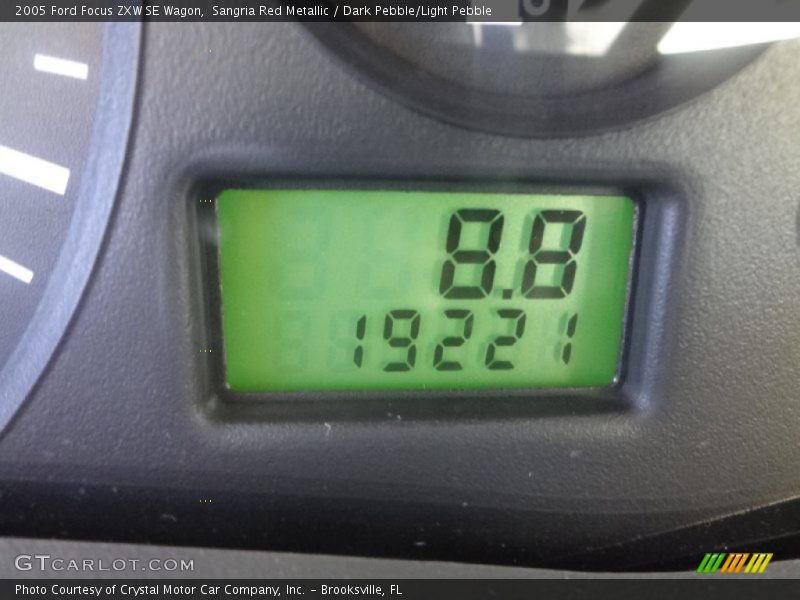 2005 Ford Focus ZXW SE Wagon,  Sangria Red Metallic / Dark Pebble/Light Pebble
8.8
19221
GTCARLOT.COM
Photo Courtesy of Crystal Motor Car Company, Inc. – Brooksville, FL